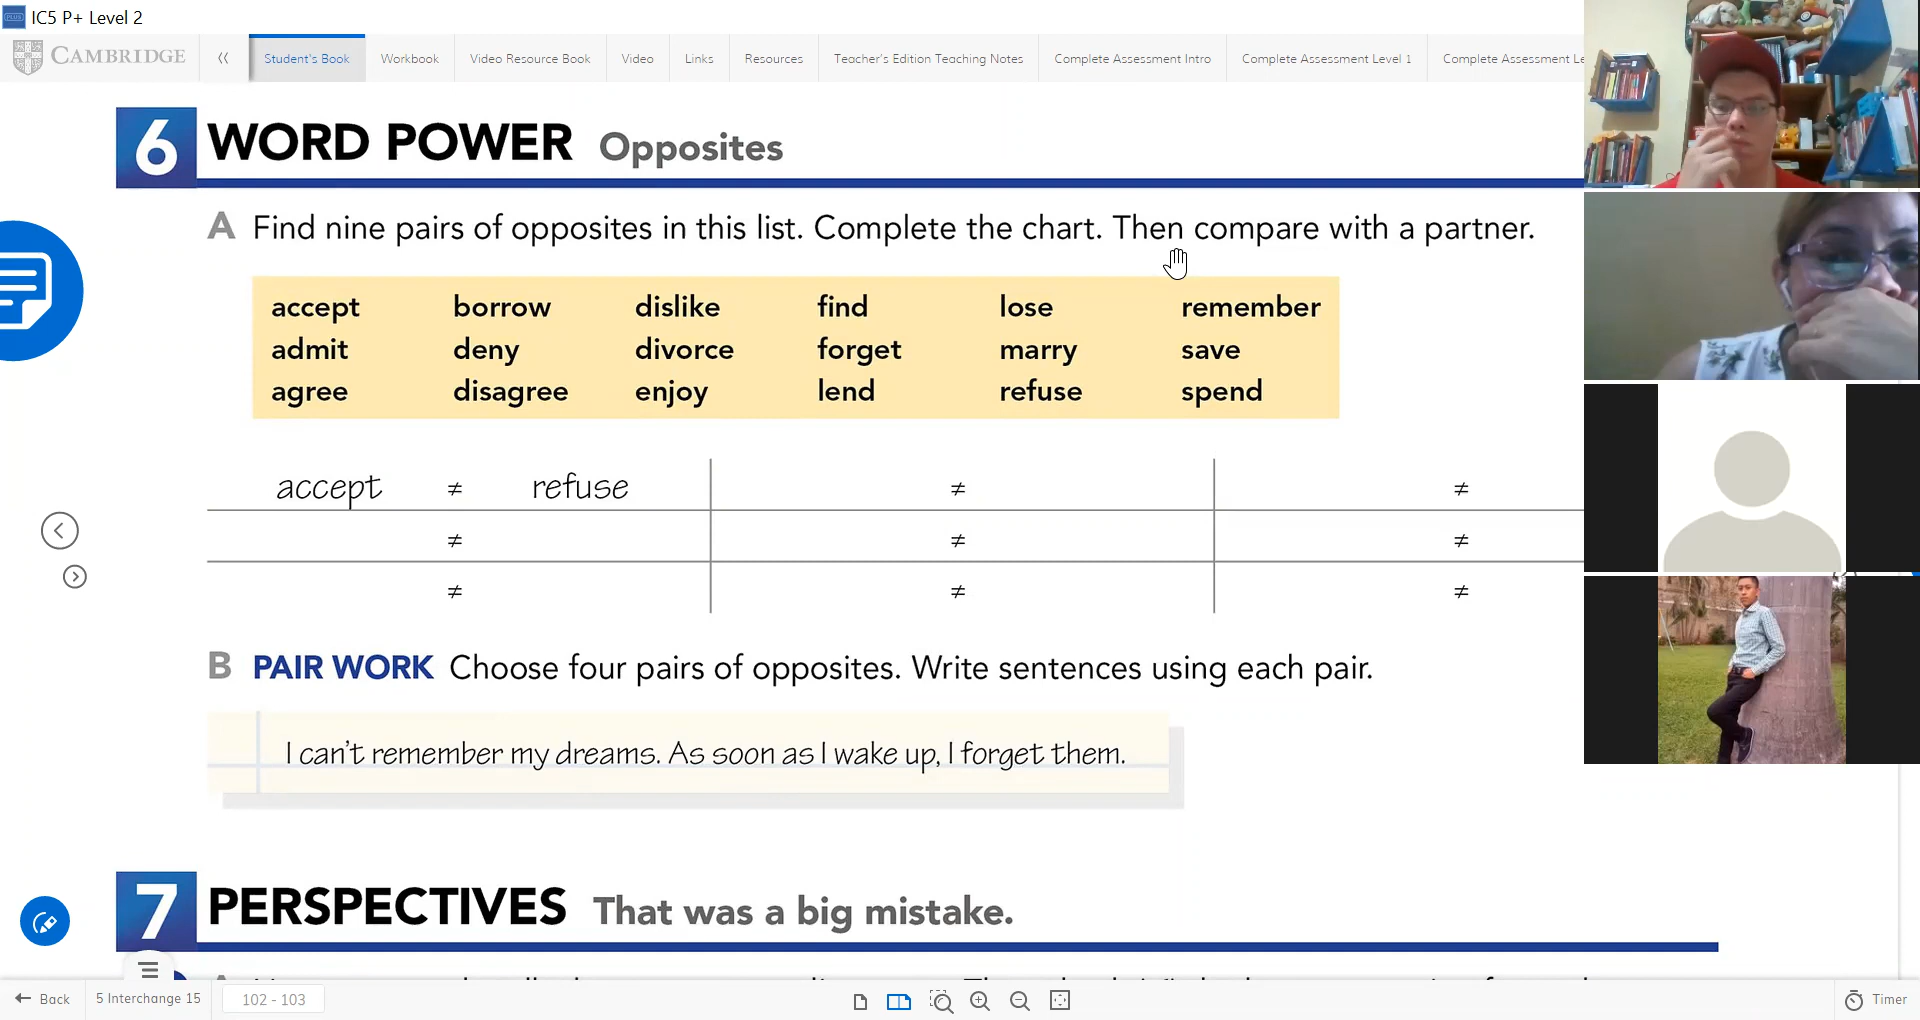 IC5 P+ Level 2
CAMBRIDGE
Student's Book
Workbook
Video Resource Book
Video
Links
Resources
Teacher's Edition Teaching Notes
Complete Assessment Intro
Complete Assessment Level 1
Complete Assessment Le
6 WORD POWER Opposites
A Find nine pairs of opposites in this list. Complete the chart. Then compare with a partner.
accept borrow dislike find lose remember
admit deny divorce forget marry save
agree disagree enjoy lend refuse spend
accept ≠ refuse ≠ ≠
≠ ≠ ≠
≠ ≠ ≠
B PAIR WORK Choose four pairs of opposites. Write sentences using each pair.
I can't remember my dreams. As soon as I wake up, I forget them.
7 PERSPECTIVES That was a big mistake.
Back
5 Interchange 15
102 - 103
Timer